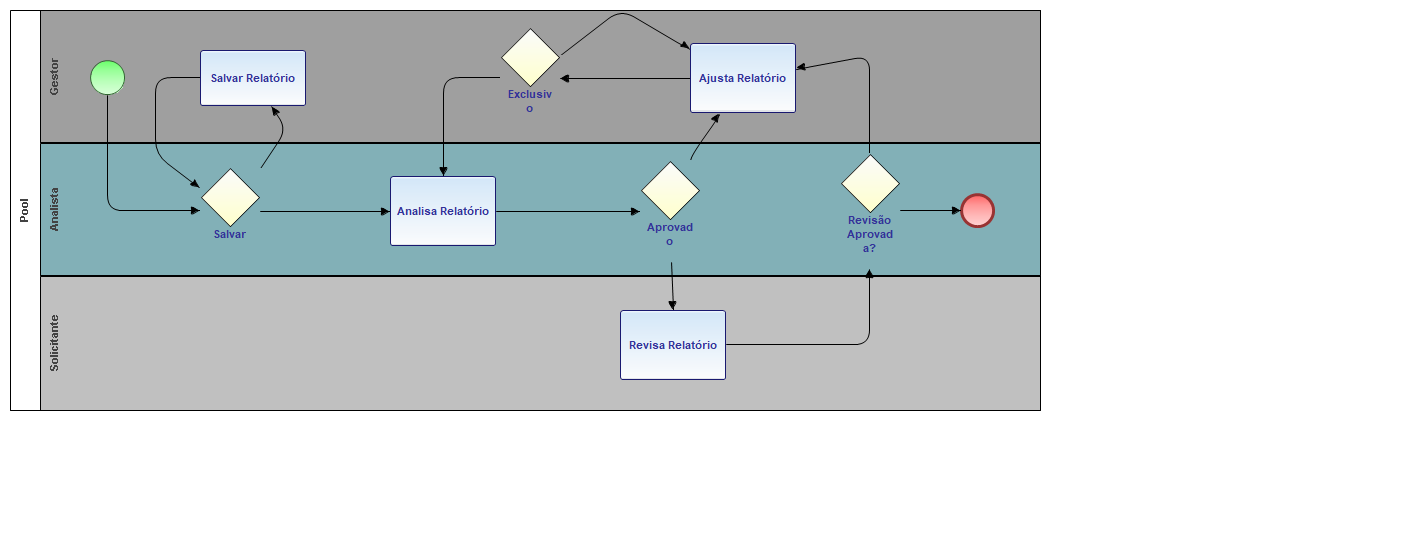 Pool
Gestor
Salvar Relatório
Exclusiv
o
Ajusta Relatório
Analista
Salvar
Analisa Relatório
Aprovad
o
Revisão
Aprovad
a?
Solicitante
Revisa Relatório